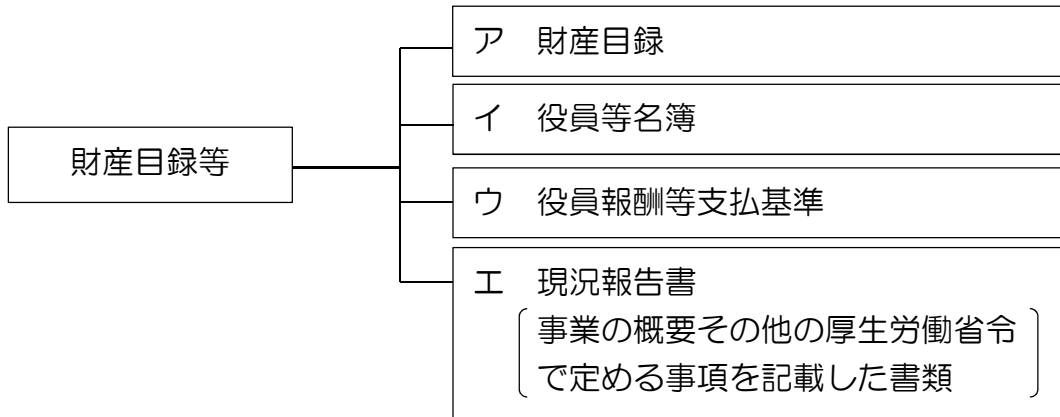 財産目録等
ア 財産目録
イ 役員等名簿
ウ 役員報酬等支払基準
エ 現況報告書
事業の概要その他の厚生労働省令
で定める事項を記載した書類